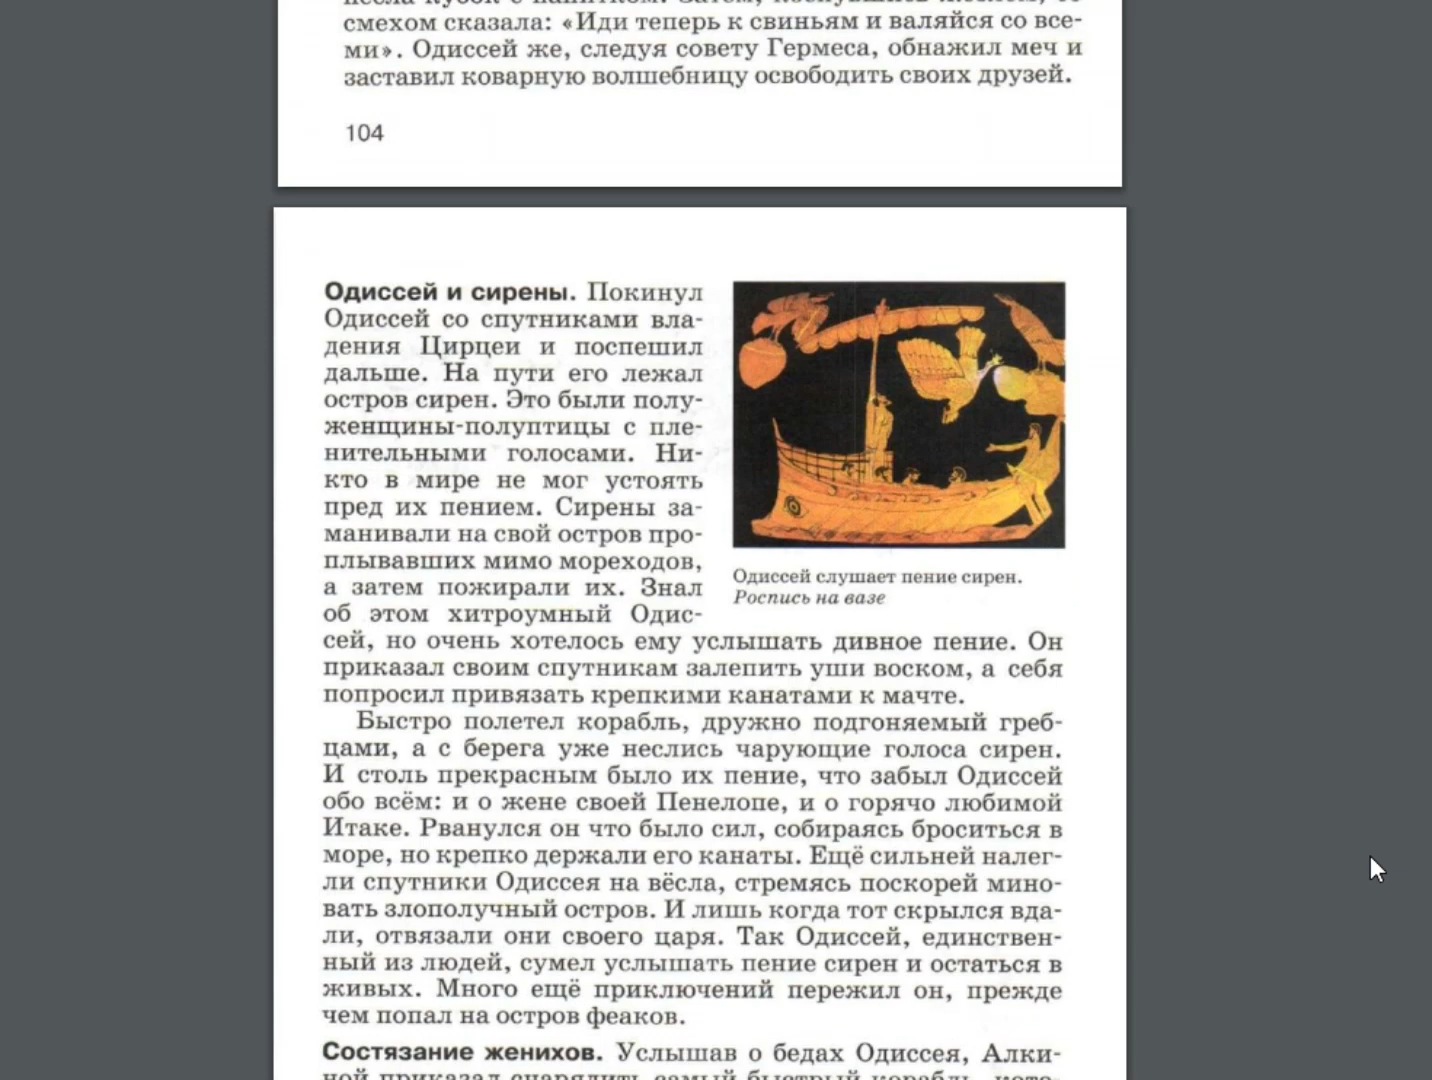 смехом сказала: «Иди теперь к свиньям и валяйся со все-
ми». Одиссей же, следуя совету Гермеса, обнажил меч и
заставил коварную волшебницу освободить своих друзей.
104
Одиссей и сирены. Покинул
Одиссей со спутниками вла-
дения Цирцеи и поспешил
дальше. На пути его лежал
остров сирен. Это были полу-
женщины-полуптицы с пле-
нительными голосами. Ни-
кто в мире не мог устоять
пред их пением. Сирены за-
манивали на свой остров про-
плывавших мимо мореходов,
а затем пожирали их. Знал
об этом хитроумный Одис-
сей, но очень хотелось ему услышать дивное пение. Он
приказал своим спутникам залепить уши воском, а себя
попросил привязать крепкими канатами к мачте.
Одиссей слушает пение сирен.
Роспись на вазе
Быстро полетел корабль, дружно подгоняемый греб-
цами, а с берега уже неслись чарующие голоса сирен.
И столь прекрасным было их пение, что забыл Одиссей
обо всём: и о жене своей Пенелопе, и о горячо любимой
Итаке. Рванулся он что было сил, собираясь броситься в
море, но крепко держали его канаты. Ещё сильней налег-
ли спутники Одиссея на вёсла, стремясь поскорей мино-
вать злополучный остров. И лишь когда тот скрылся вда-
ли, отвязали они своего царя. Так Одиссей, единствен-
ный из людей, сумел услышать пение сирен и остаться в
живых. Много ещё приключений пережил он, прежде
чем попал на остров феаков.
Состязание женихов. Услышав о бедах Одиссея, Алки-
ной приказал снарядить самый быстрый корабль, кото-